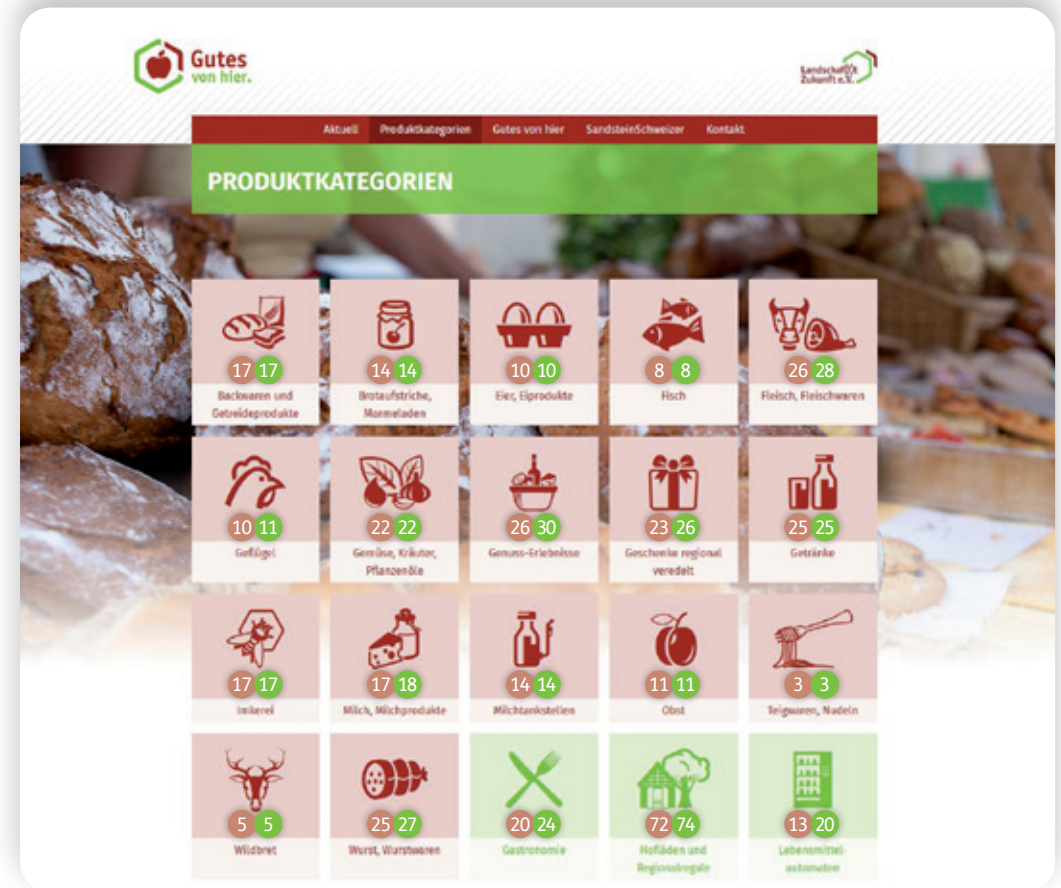 Gutes
von hier.
Landschaf(f)t
Zukunft e.V.
Aktuell Produktkategorien Gutes von hier SandsteinSchweizer Kontakt
PRODUKTKATEGORIEN
17 17
Backwaren und
Getreideprodukte
14 14
Brotaufstriche,
Marmeladen
10 10
Eier, Eiprodukte
8 8
Fisch
26 28
Fleisch, Fleischwaren
10 11
Geflügel
22 22
Gemüse, Kräuter,
Pflanzenöle
26 30
Genuss-Erlebnisse
23 26
Geschenke regional
veredelt
25 25
Getränke
17 17
Imkerei
17 18
Milch, Milchprodukte
14 14
Milchtankstellen
11 11
Obst
3 3
Teigwaren, Nudeln
5 5
Wildbret
25 27
Wurst, Wurstwaren
20 24
Gastronomie
72 74
Hofläden und
Regionalregale
13 20
Lebensmittel-
automaten